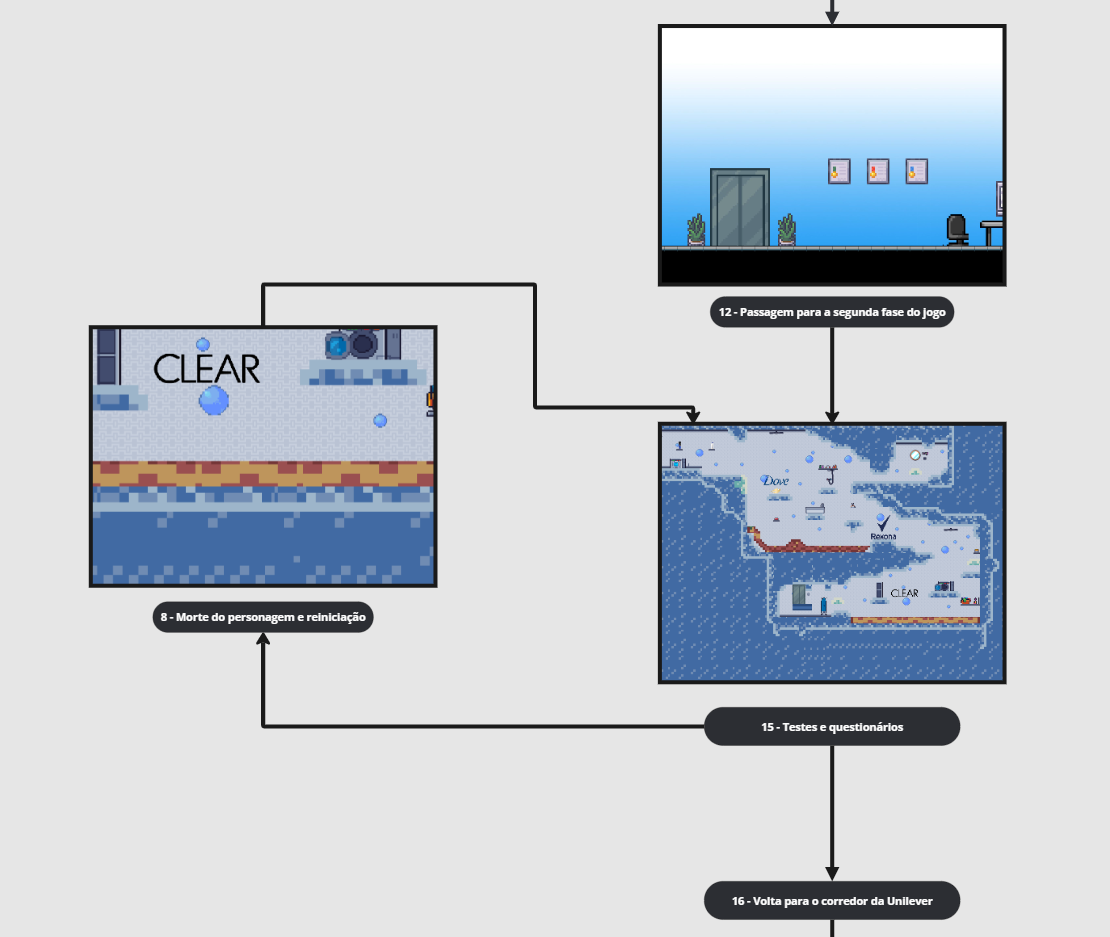 12 - Passagem para a segunda fase do jogo
CLEAR
8 - Morte do personagem e reiniciação
Dove
Rexona
CLEAR
15 - Testes e questionários
16 - Volta para o corredor da Unilever